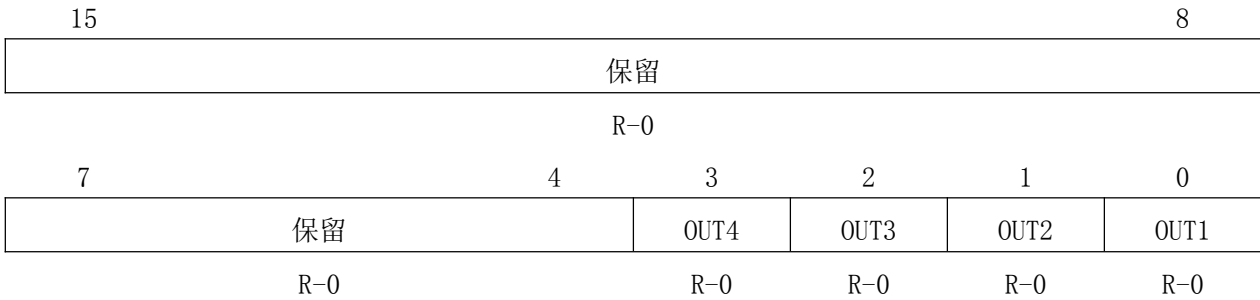 15 8
保留
R-0
7 4 3 2 1 0
保留 OUT4 OUT3 OUT2 OUT1
R-0 R-0 R-0 R-0 R-0